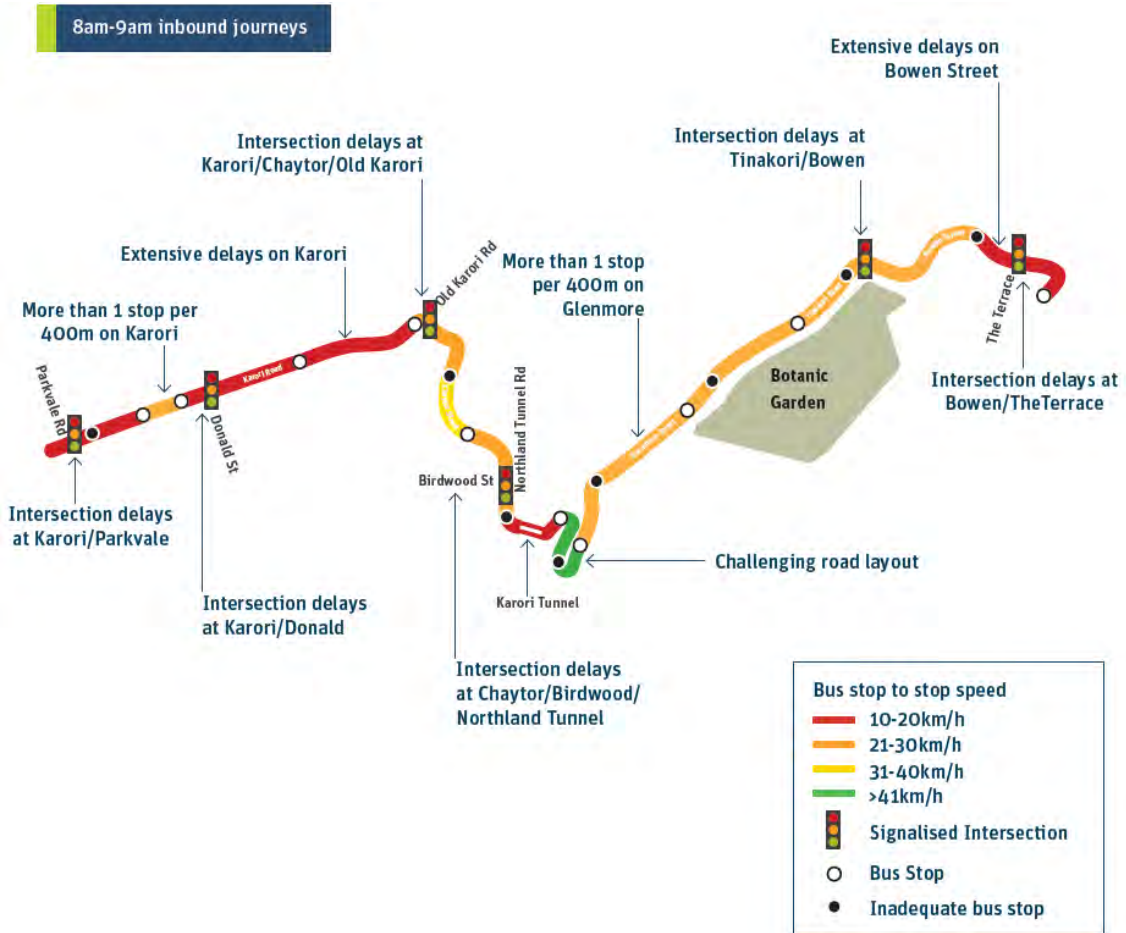 8am-9am inbound journeys
Extensive delays on
Bowen Street
Intersection delays at
Karori/Chaytor/Old Karori
Intersection delays at
Tinakori/Bowen
Extensive delays on Karori
Old Karori Rd
More than 1 stop
per 400m on
Glenmore
More than 1 stop per
400m on Karori
The Terrace
Parkvale Rd
Karori Road
Botanic
Garden
Intersection delays at
Bowen/TheTerrace
Donald St
Northland Tunnel Rd
Birdwood St
Intersection delays
at Karori/Parkvale
Challenging road layout
Karori Tunnel
Intersection delays
at Karori/Donald
Intersection delays
at Chaytor/Birdwood/
Northland Tunnel
Bus stop to stop speed
10-20km/h
21-30km/h
31-40km/h
>41km/h
Signalised Intersection
Bus Stop
Inadequate bus stop